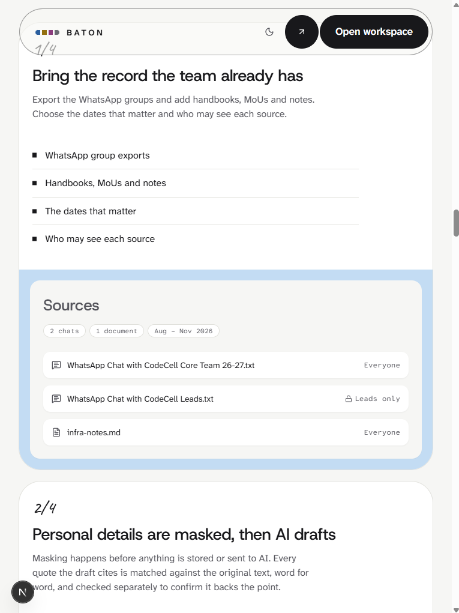 BATON
Open workspace
1/4
Bring the record the team already has
Export the WhatsApp groups and add handbooks, MoUs and notes.
Choose the dates that matter and who may see each source.
WhatsApp group exports
Handbooks, MoUs and notes
The dates that matter
Who may see each source
Sources
2 chats 1 document Aug – Nov 2026
WhatsApp Chat with CodeCell Core Team 26-27.txt Everyone
WhatsApp Chat with CodeCell Leads.txt Leads only
infra-notes.md Everyone
2/4
Personal details are masked, then AI drafts
Masking happens before anything is stored or sent to AI. Every
quote the draft cites is matched against the original text, word for
word, and checked separately to confirm it backs the point.
N